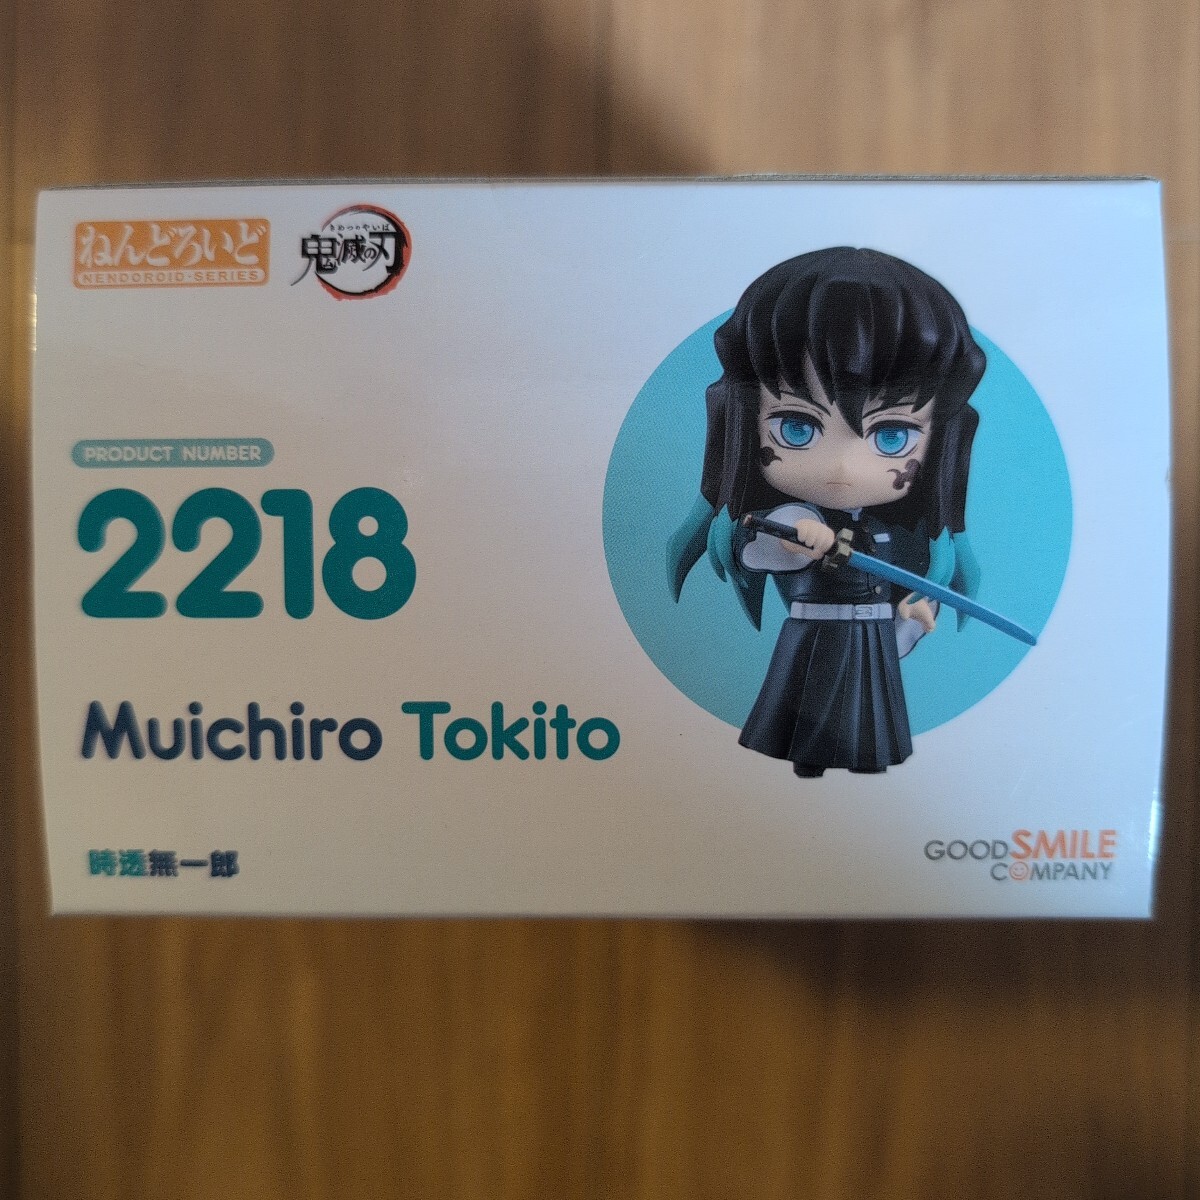 ねんどろいど
NENDOROID・SERIES
きめつのやいば
鬼滅の刃
PRODUCT NUMBER
2218
Muichiro Tokito
時透無一郎
GOOD SMILE
COMPANY